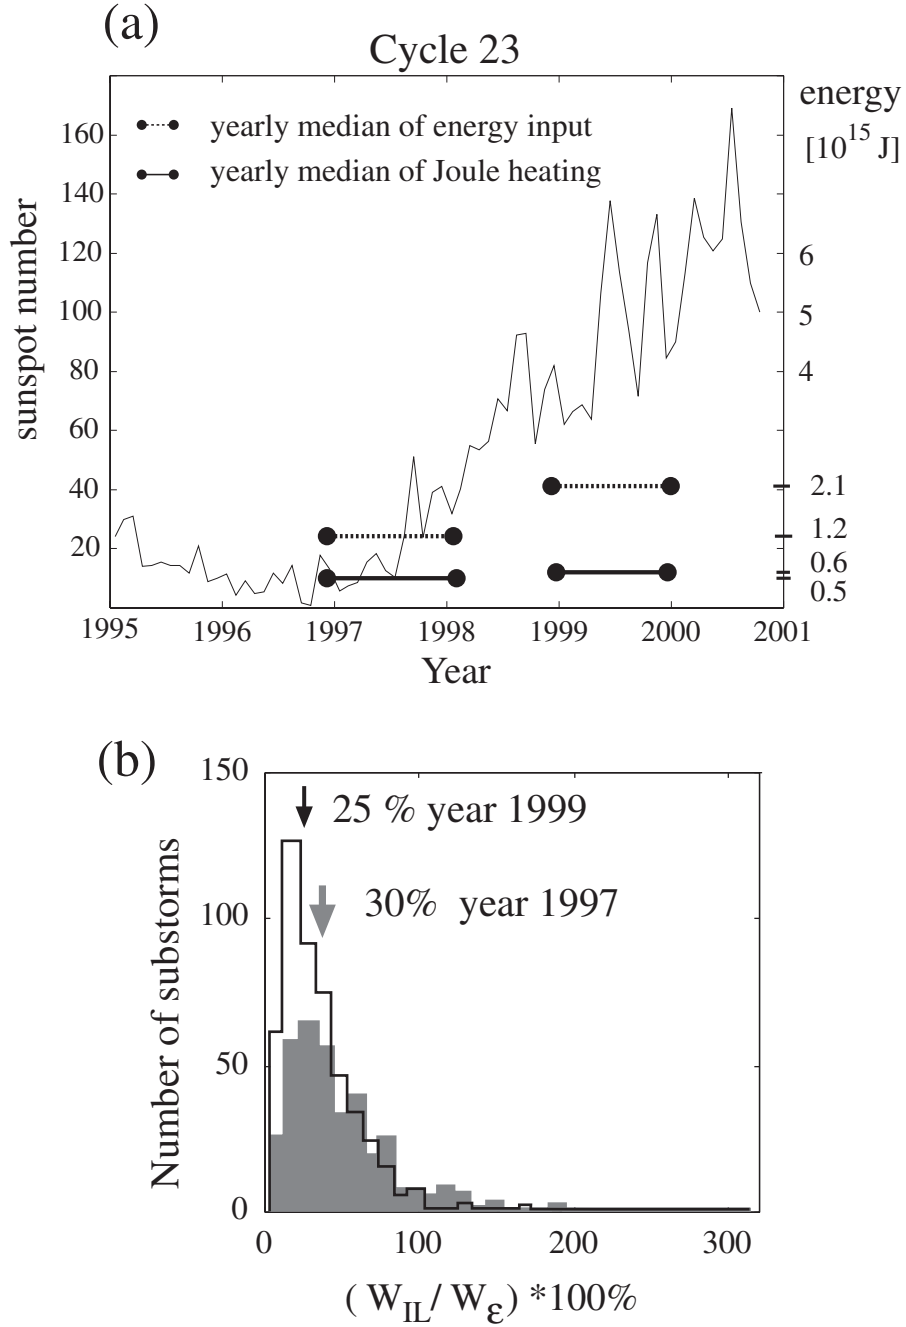 (a)
Cycle 23
energy
[10^15 J]
yearly median of energy input
yearly median of Joule heating
sunspot number
160
140
120
100
80
60
40
20
6
5
4
2.1
1.2
0.6
0.5
1995 1996 1997 1998 1999 2000 2001
Year
(b)
150
100
50
0
Number of substorms
25 % year 1999
30% year 1997
0 100 200 300
( W_IL / W_ε ) *100%